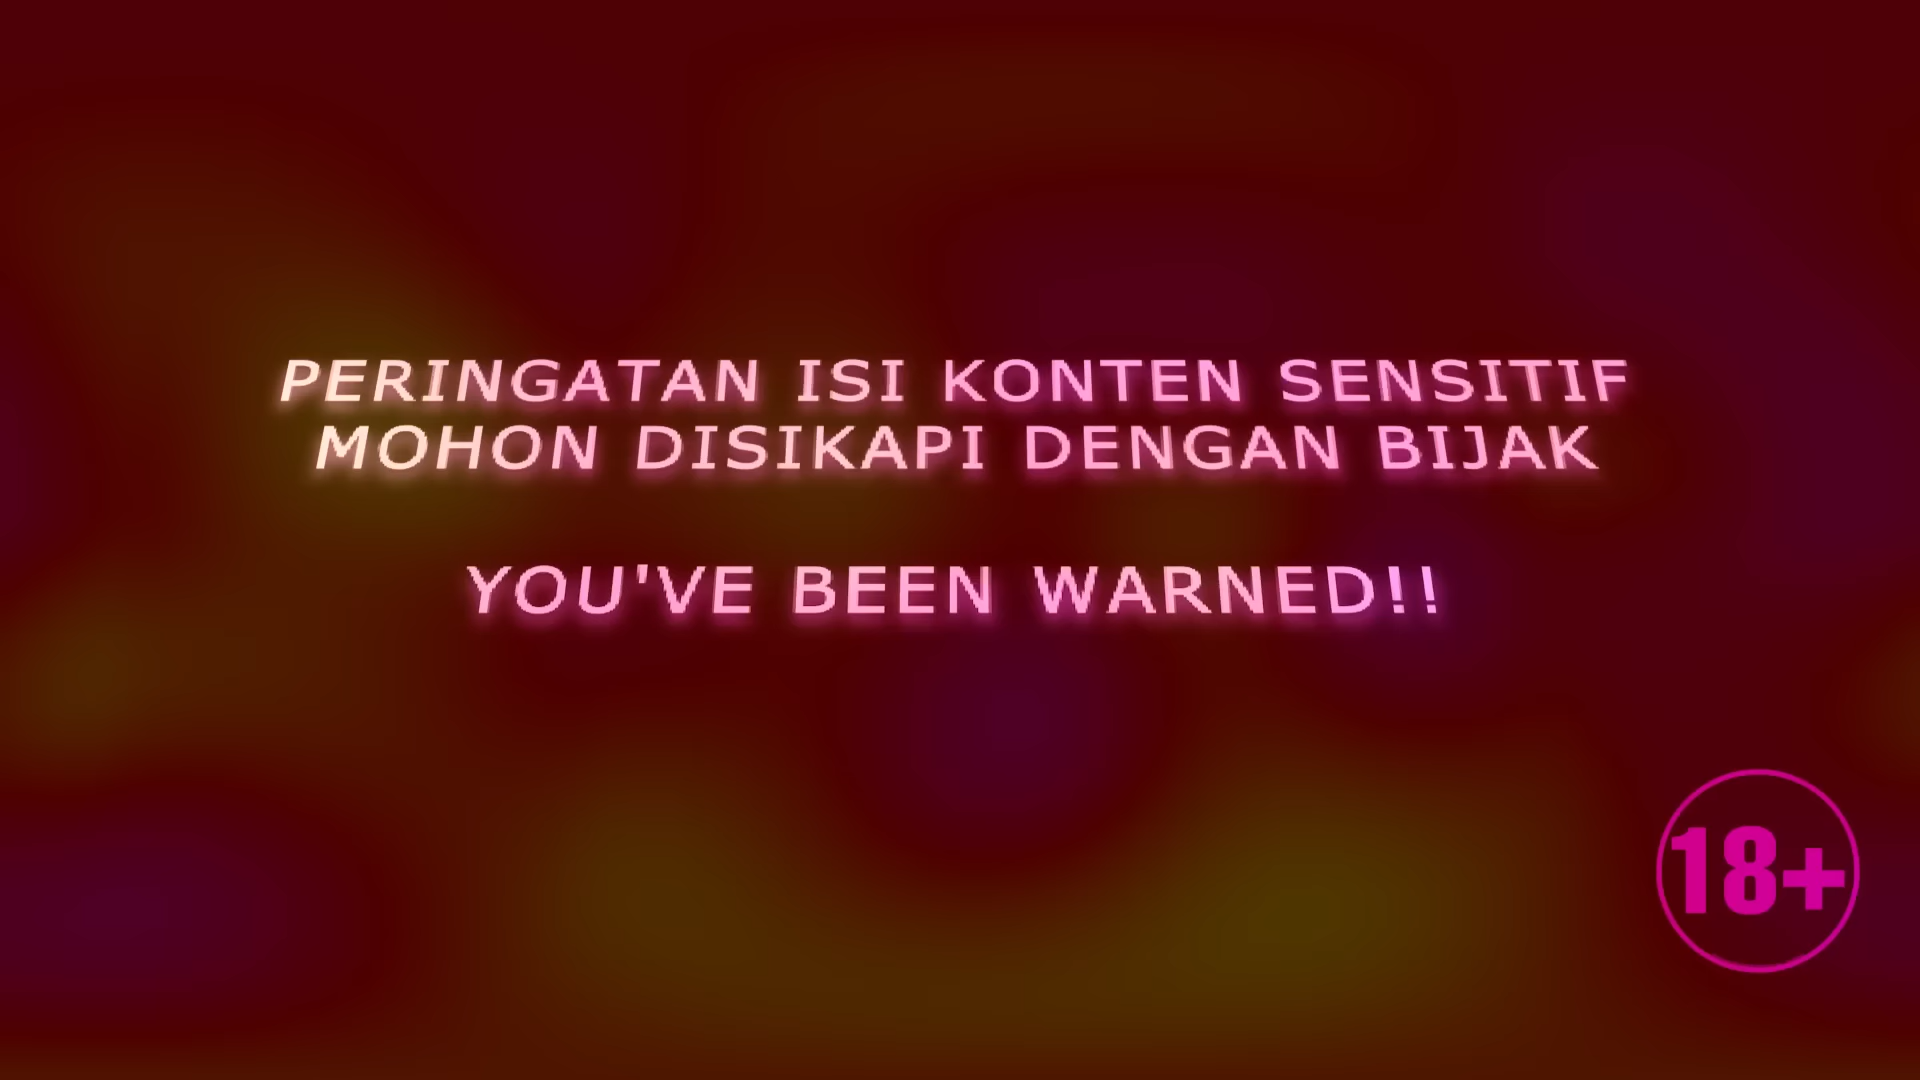 PERINGATAN ISI KONTEN SENSITIF
MOHON DISIKAPI DENGAN BIJAK
YOU'VE BEEN WARNED!!
18+